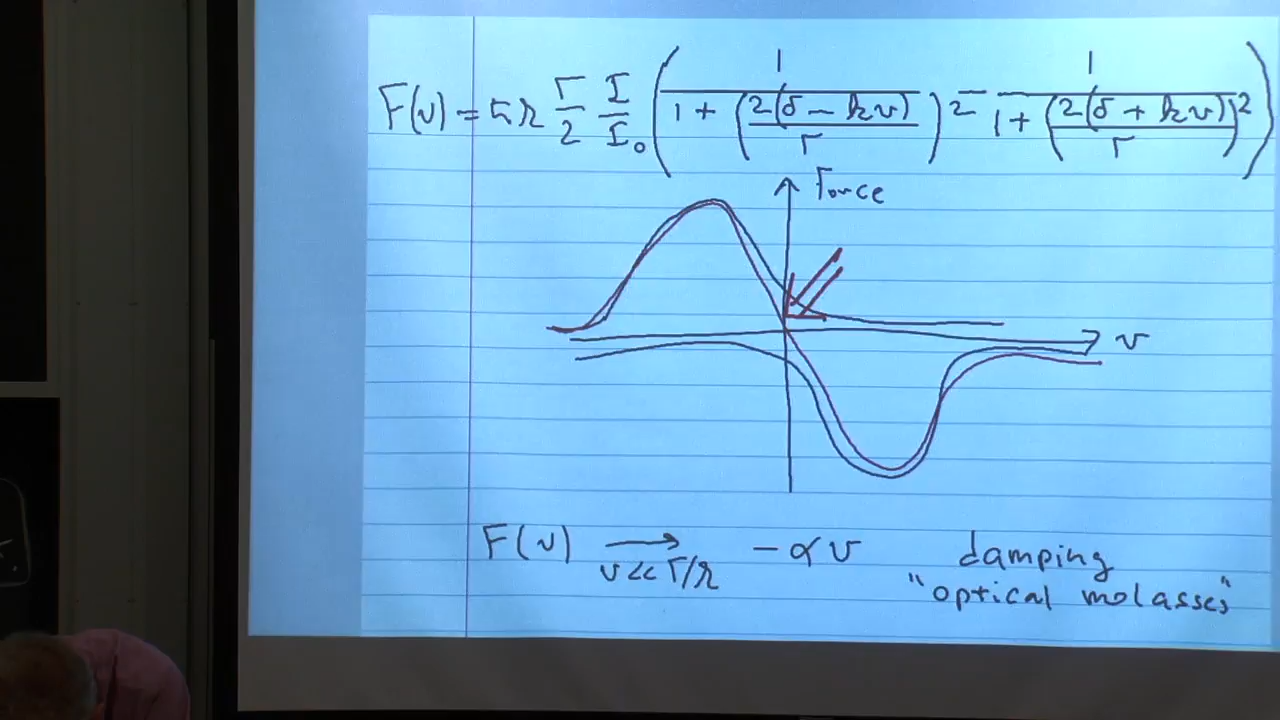 F(v) = ħk Γ/2 I/I₀ ( 1/(1 + (2(δ - kv)/Γ)²) - 1/(1 + (2(δ + kv)/Γ)²) )
Force
v
F(v) → -αv damping
v << Γ/k "optical molasses"